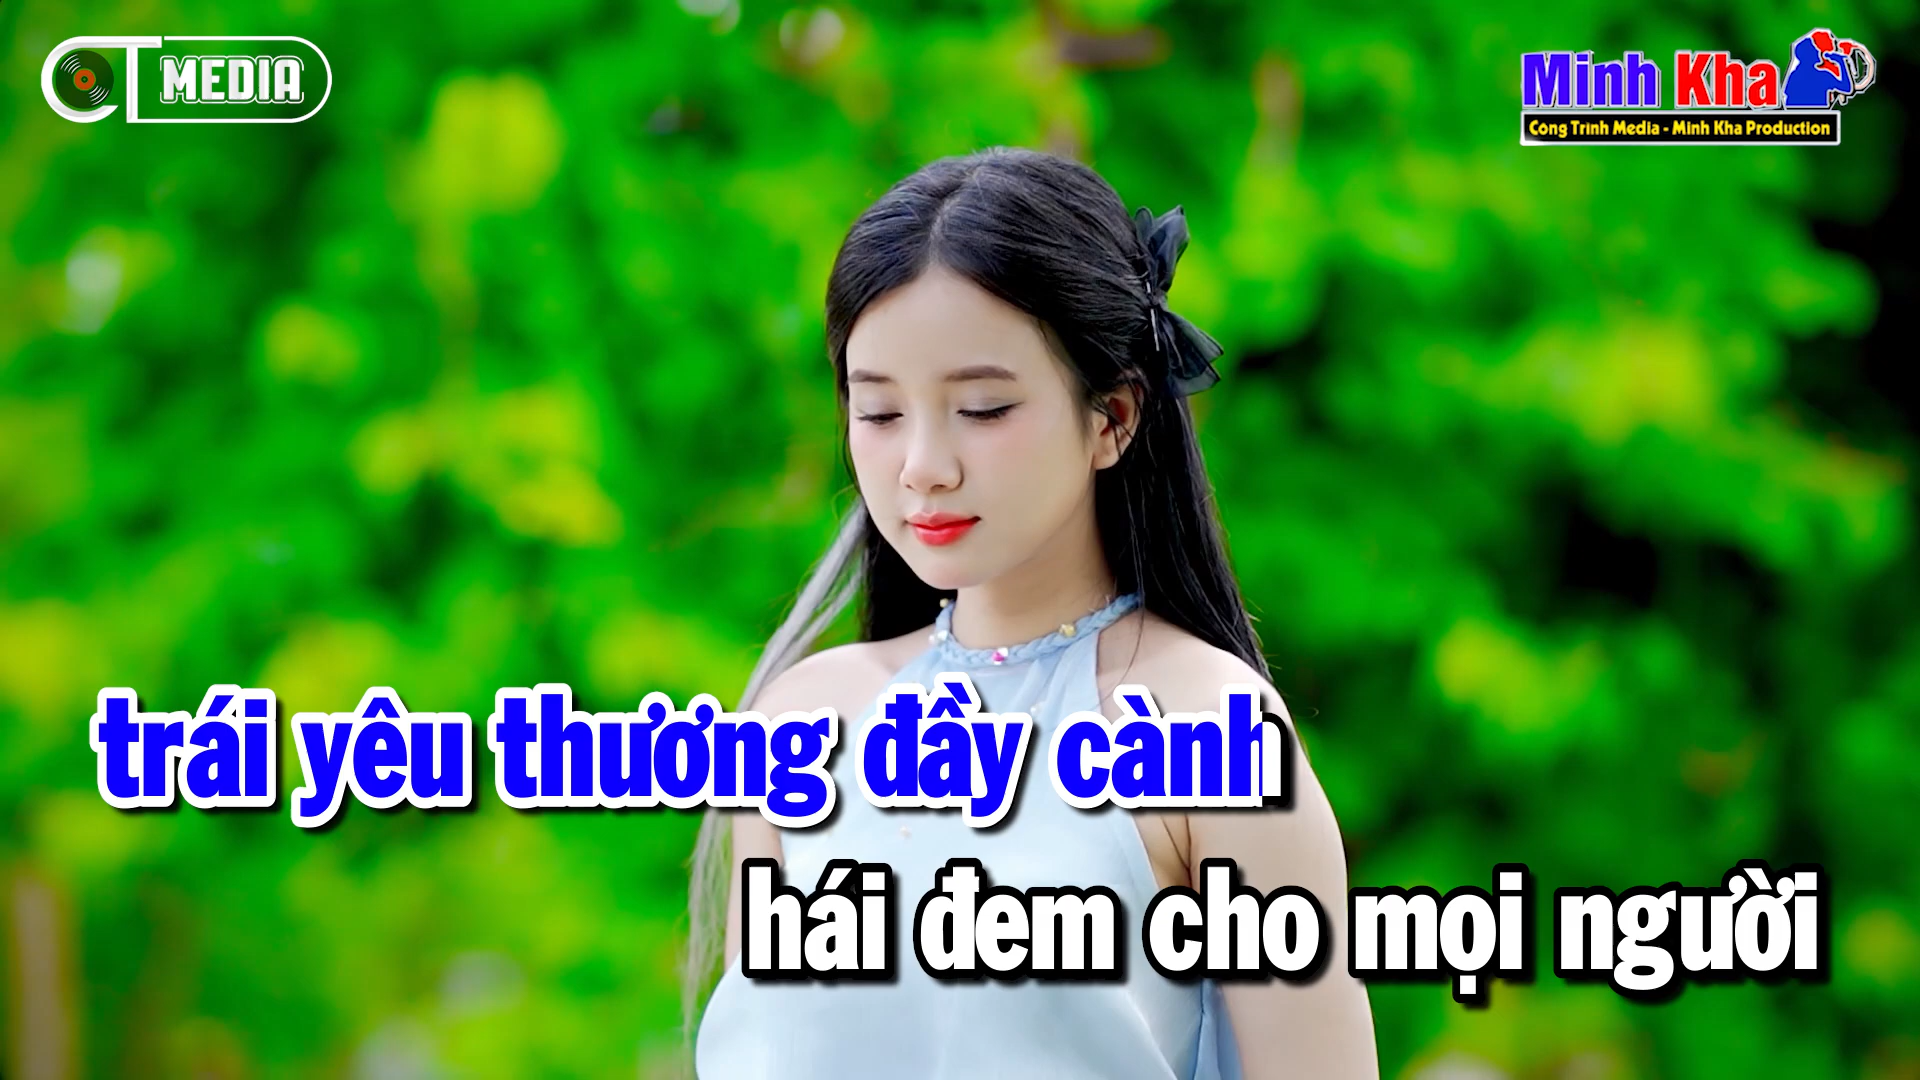 CT MEDIA
Minh Kha
Cong Trinh Media - Minh Kha Production
trái yêu thương đầy cành
hái đem cho mọi người